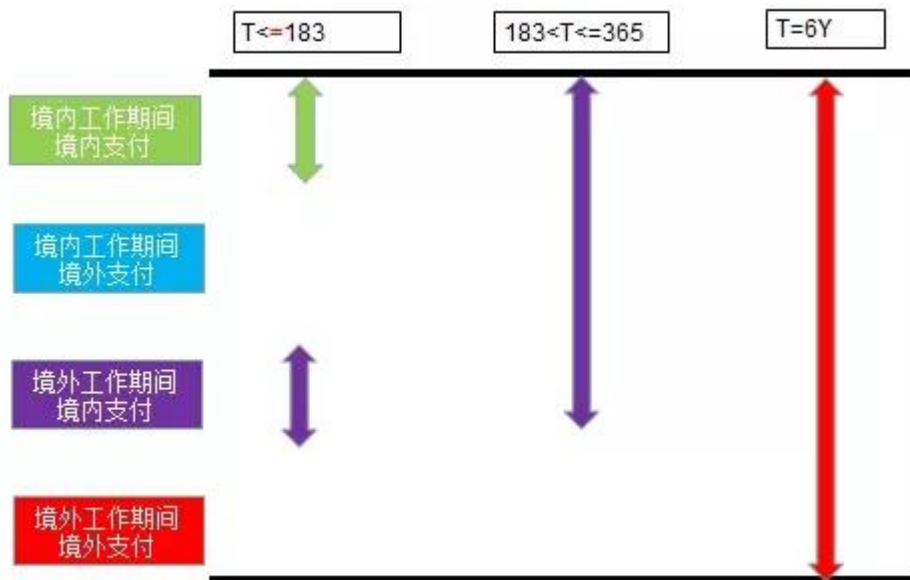 T<=183
183<T<=365
T=6Y
境内工作期间
境内支付
境内工作期间
境外支付
境外工作期间
境内支付
境外工作期间
境外支付